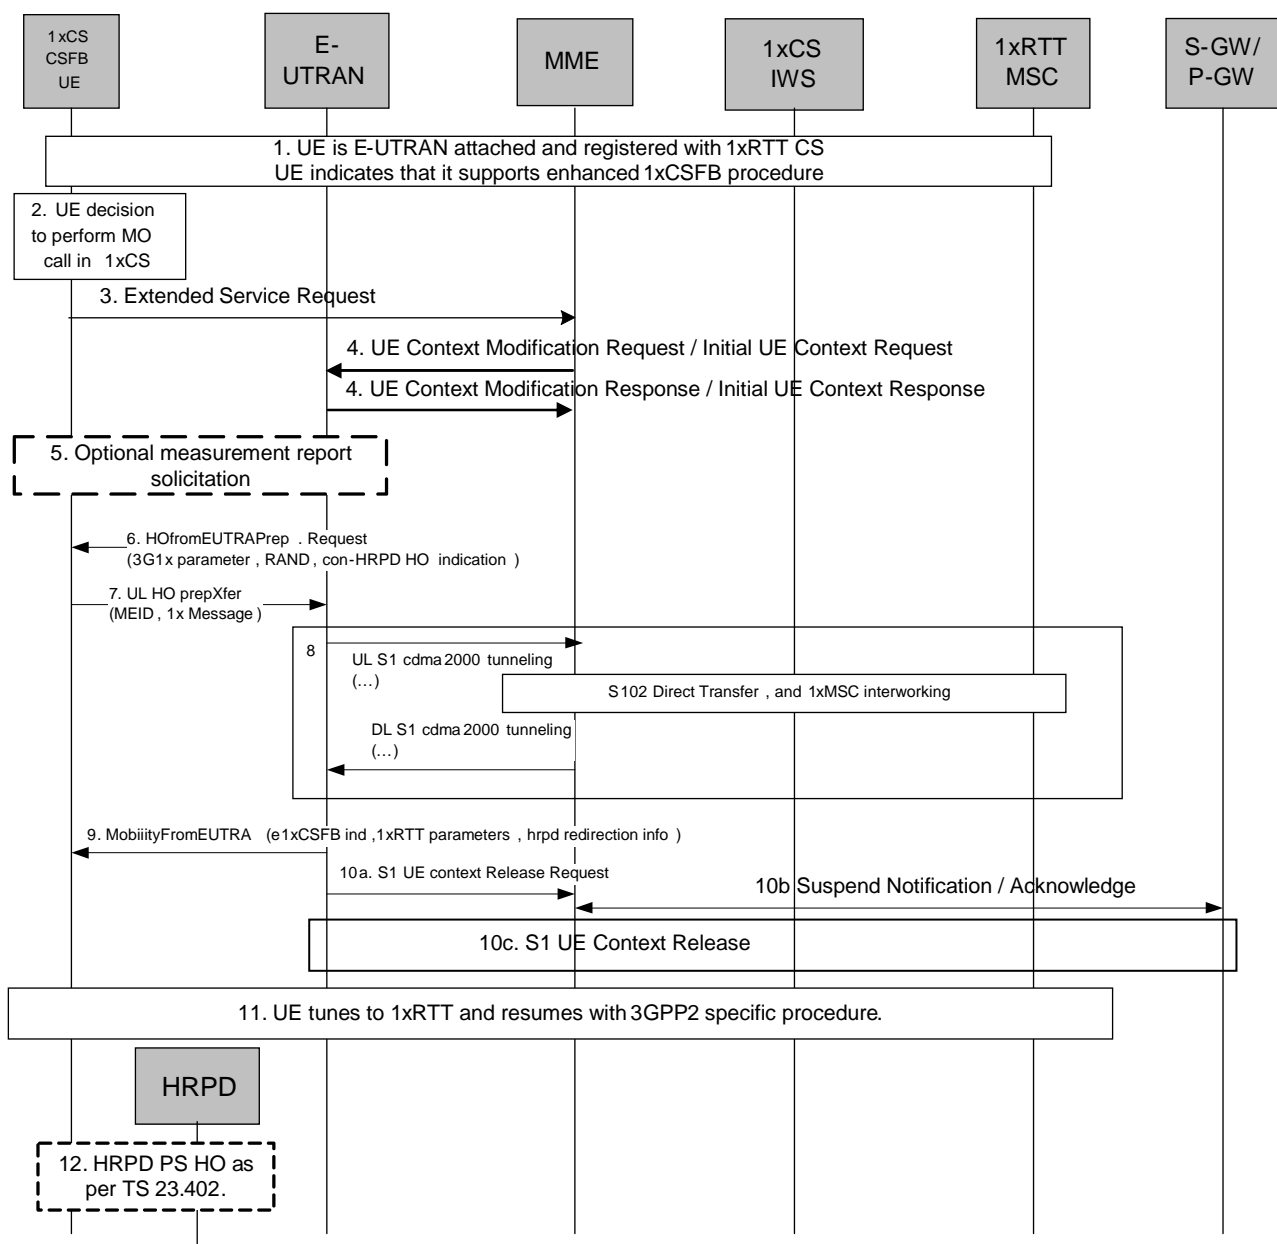 1xCS
CSFB
UE
E-
UTRAN
MME
1xCS
IWS
1xRTT
MSC
S-GW/
P-GW
1. UE is E-UTRAN attached and registered with 1xRTT CS
UE indicates that it supports enhanced 1xCSFB procedure
2. UE decision
to perform MO
call in 1xCS
3. Extended Service Request
4. UE Context Modification Request / Initial UE Context Request
4. UE Context Modification Response / Initial UE Context Response
5. Optional measurement report
solicitation
6. HOfromEUTRAPrep . Request
(3G1x parameter , RAND , con-HRPD HO indication )
7. UL HO prepXfer
(MEID , 1x Message )
8
UL S1 cdma2000 tunneling
(...)
S102 Direct Transfer , and 1xMSC interworking
DL S1 cdma2000 tunneling
(...)
9. MobiiityFromEUTRA (e1xCSFB ind ,1xRTT parameters , hrpd redirection info )
10a. S1 UE context Release Request
10b Suspend Notification / Acknowledge
10c. S1 UE Context Release
11. UE tunes to 1xRTT and resumes with 3GPP2 specific procedure.
HRPD
12. HRPD PS HO as
per TS 23.402.